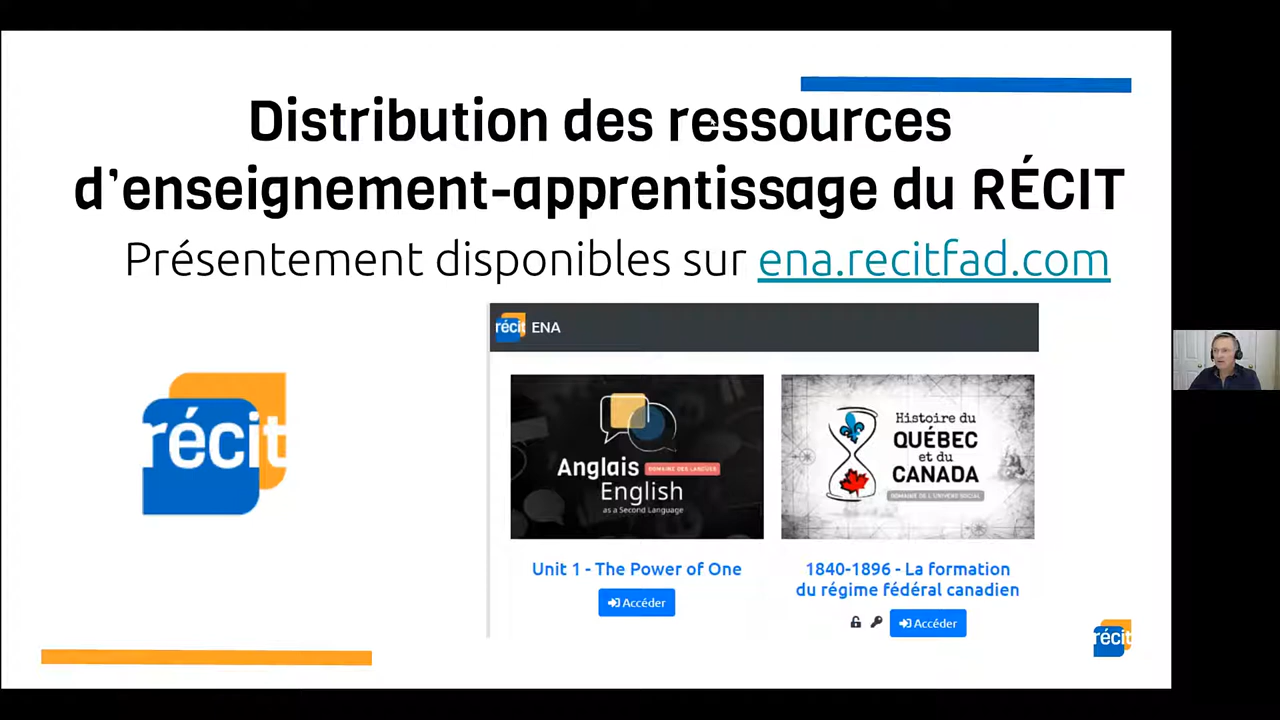 Distribution des ressources
d’enseignement-apprentissage du RÉCIT
Présentement disponibles sur ena.recitfad.com
récit ENA
récit
Anglais DOMAINE DES LANGUES
English
as a Second Language
Histoire du
QUÉBEC
et du
CANADA
DOMAINE DE L'UNIVERS SOCIAL
Unit 1 - The Power of One
Accéder
1840-1896 - La formation
du régime fédéral canadien
Accéder
récit